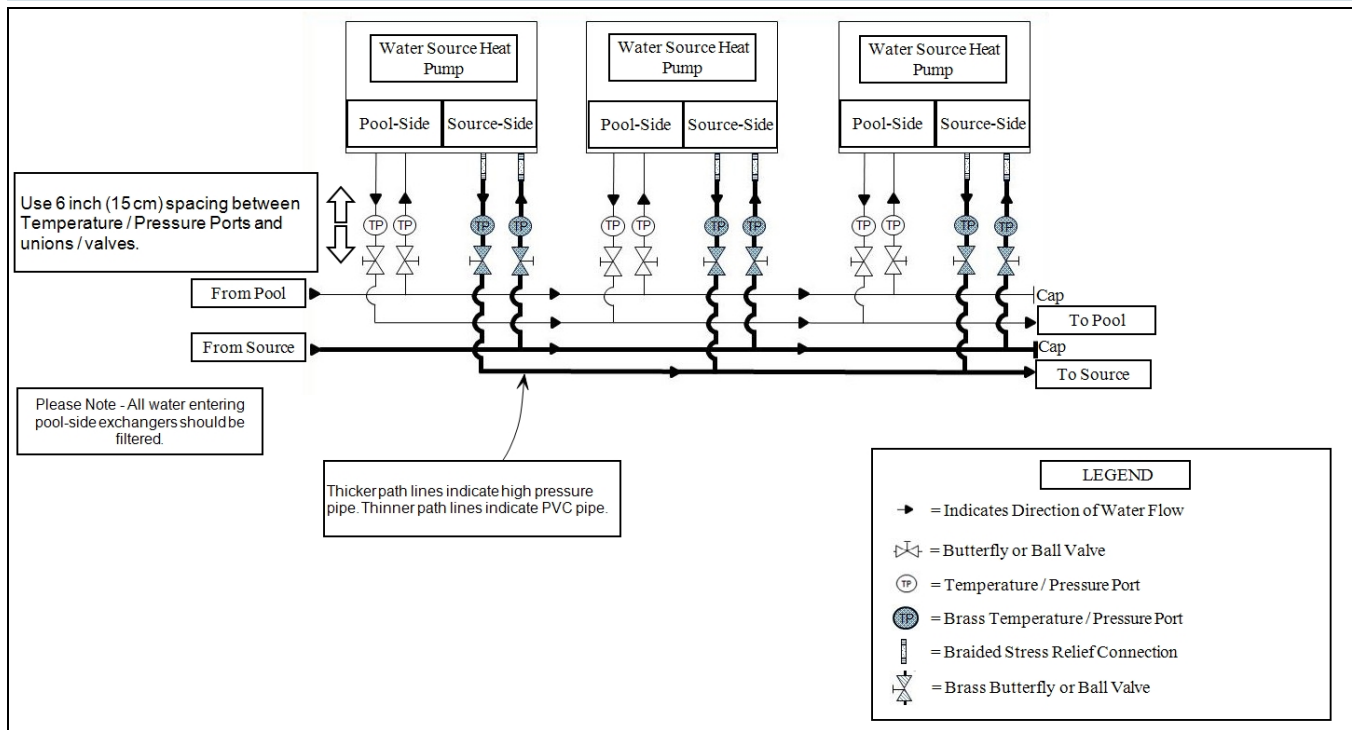 Water Source Heat
Pump
Water Source Heat
Pump
Water Source Heat
Pump
Pool-Side
Source-Side
Pool-Side
Source-Side
Pool-Side
Source-Side
Use 6 inch (15 cm) spacing between
Temperature / Pressure Ports and
unions / valves.
TP
TP
TP
TP
TP
TP
TP
TP
TP
TP
TP
TP
From Pool
Cap
To Pool
From Source
Cap
To Source
Please Note - All water entering
pool-side exchangers should be
filtered.
Thicker path lines indicate high pressure
pipe. Thinner path lines indicate PVC pipe.
LEGEND
= Indicates Direction of Water Flow
= Butterfly or Ball Valve
TP = Temperature / Pressure Port
TP = Brass Temperature / Pressure Port
= Braided Stress Relief Connection
= Brass Butterfly or Ball Valve